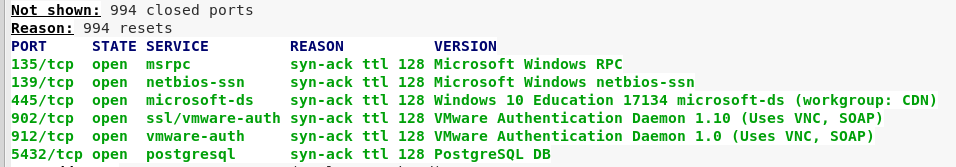 Not shown: 994 closed ports
Reason: 994 resets
PORT STATE SERVICE REASON VERSION
135/tcp open msrpc syn-ack ttl 128 Microsoft Windows RPC
139/tcp open netbios-ssn syn-ack ttl 128 Microsoft Windows netbios-ssn
445/tcp open microsoft-ds syn-ack ttl 128 Windows 10 Education 17134 microsoft-ds (workgroup: CDN)
902/tcp open ssl/vmware-auth syn-ack ttl 128 VMware Authentication Daemon 1.10 (Uses VNC, SOAP)
912/tcp open vmware-auth syn-ack ttl 128 VMware Authentication Daemon 1.0 (Uses VNC, SOAP)
5432/tcp open postgresql syn-ack ttl 128 PostgreSQL DB